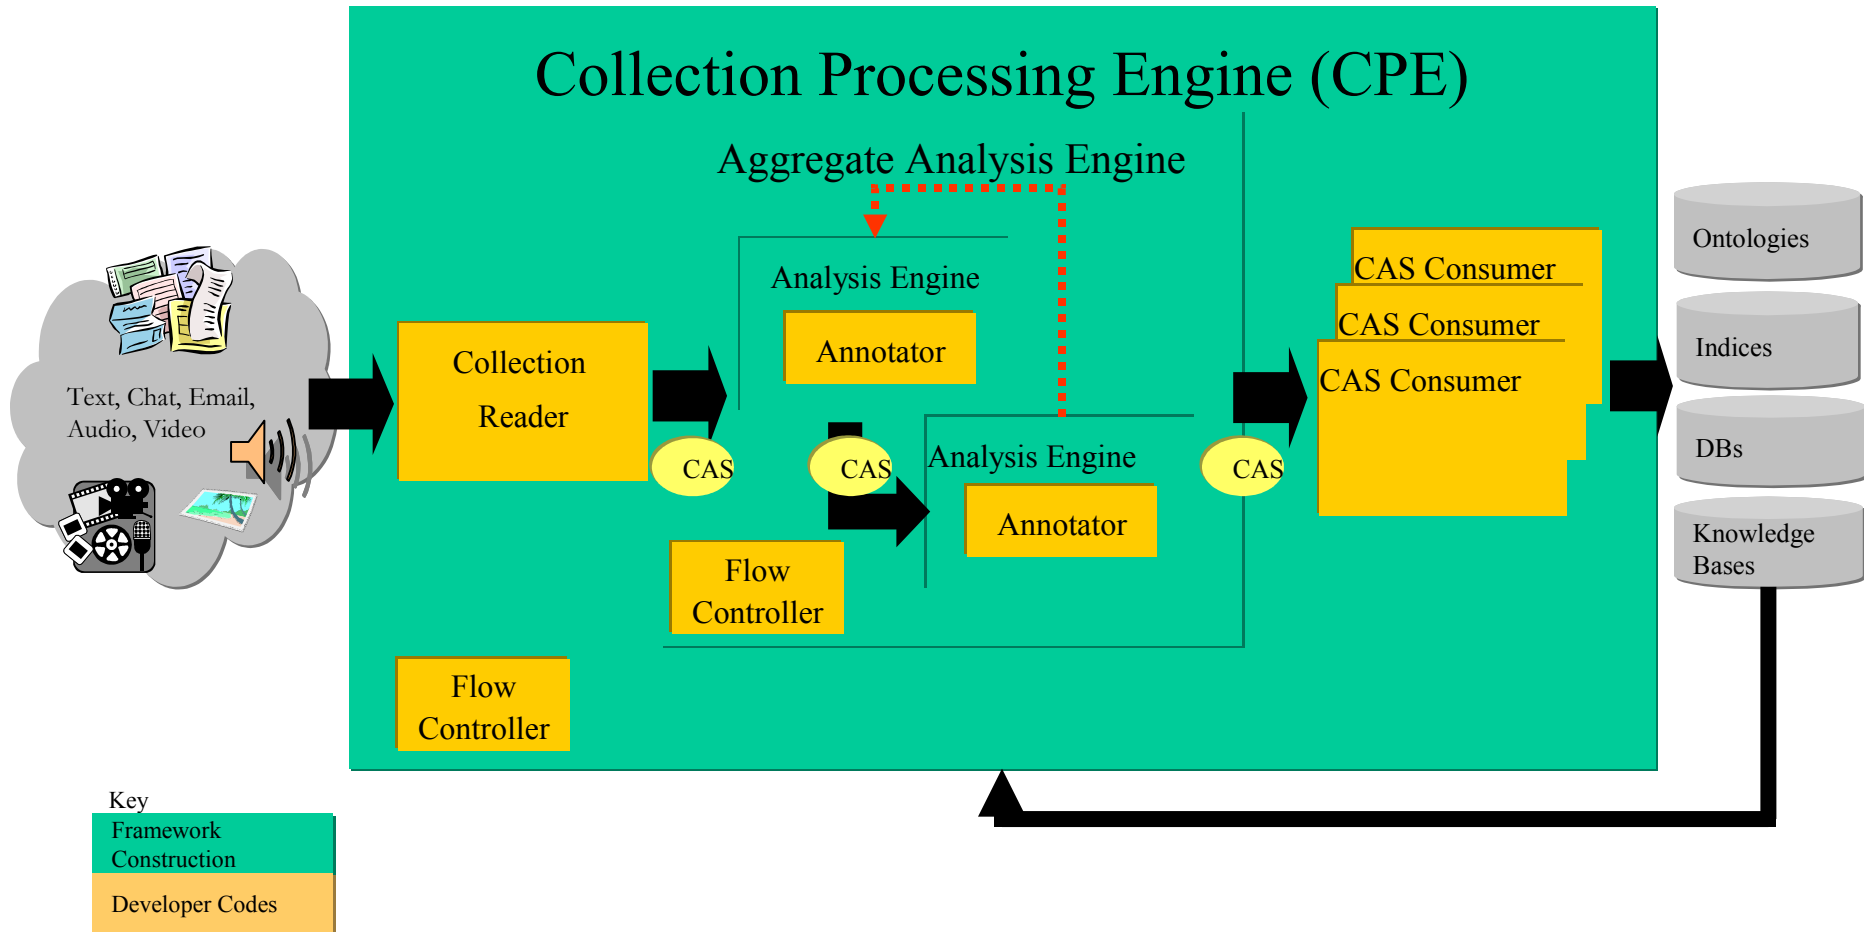 Collection Processing Engine (CPE)
Aggregate Analysis Engine
Text, Chat, Email,
Audio, Video
Collection
Reader
CAS
Analysis Engine
Annotator
CAS
Analysis Engine
Annotator
Flow
Controller
Flow
Controller
CAS
CAS Consumer
CAS Consumer
CAS Consumer
Ontologies
Indices
DBs
Knowledge
Bases
Key
Framework
Construction
Developer Codes